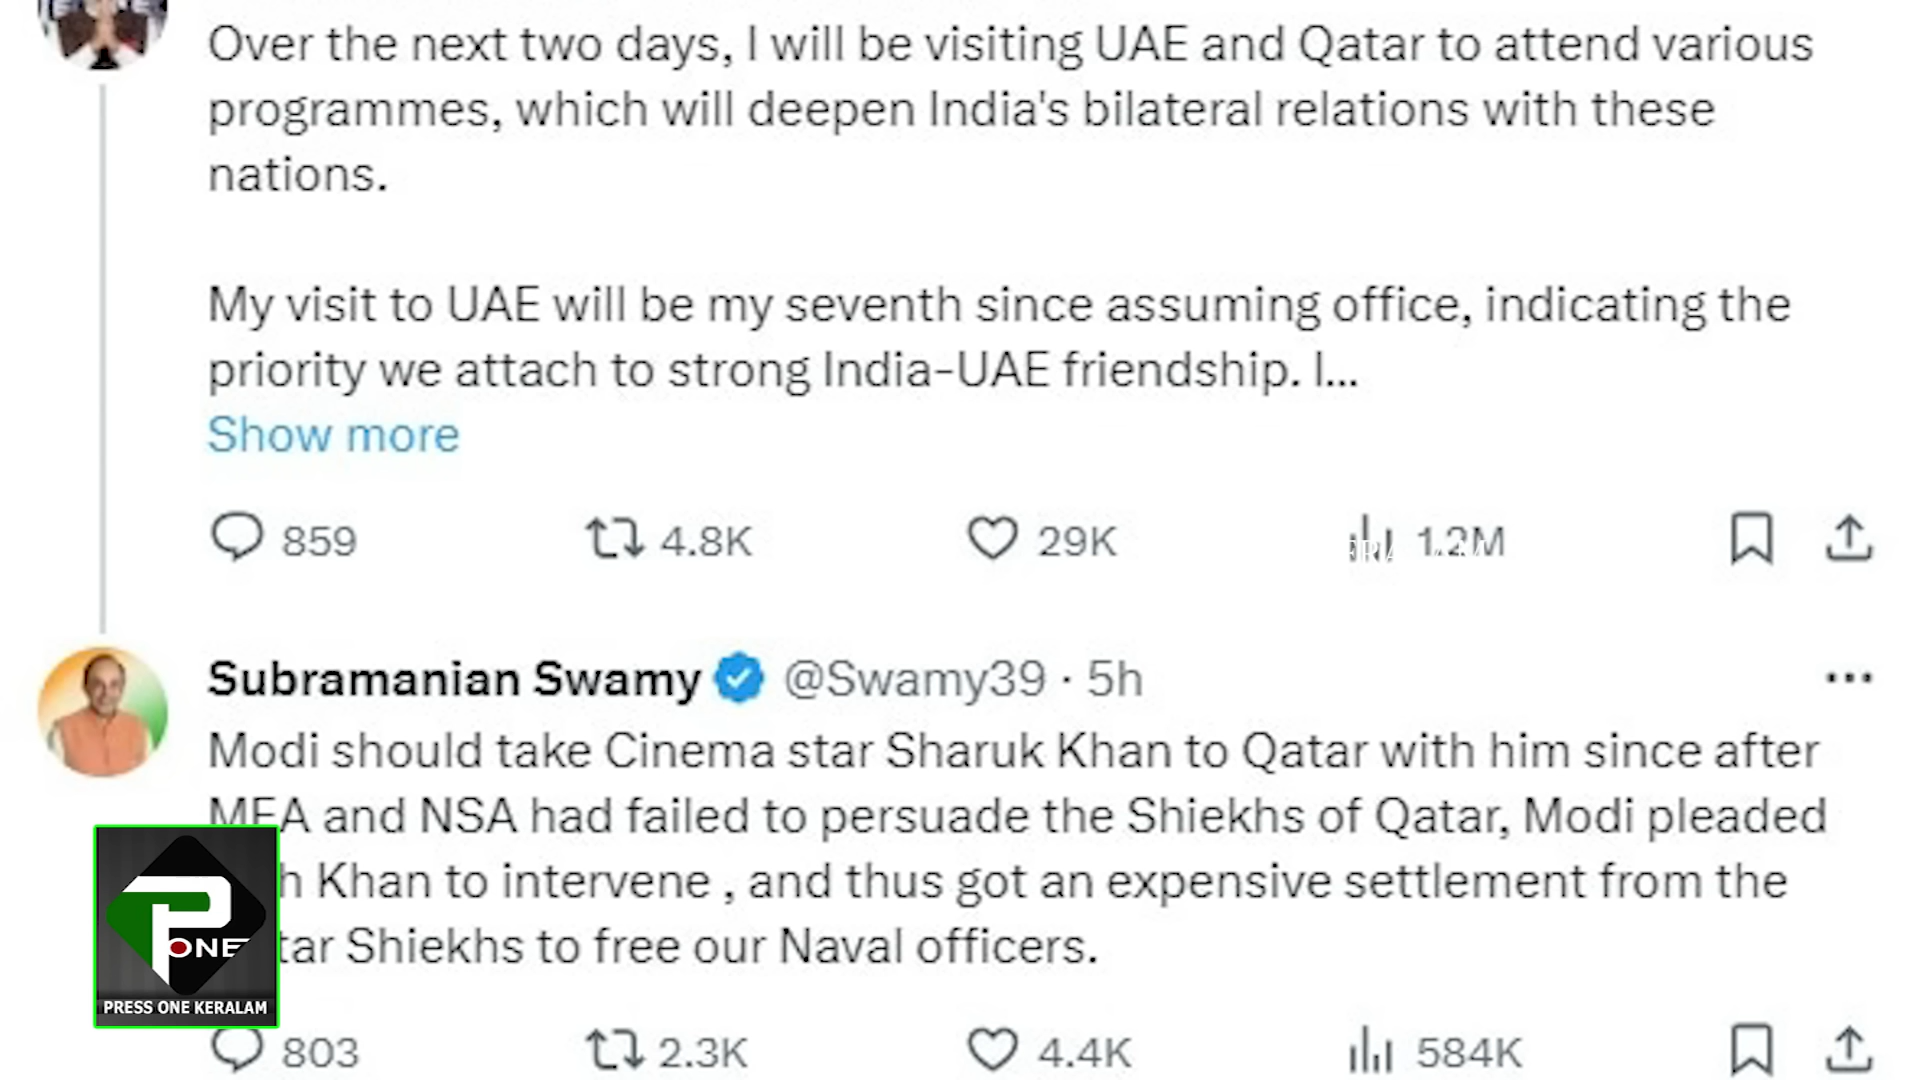 Over the next two days, I will be visiting UAE and Qatar to attend various
programmes, which will deepen India's bilateral relations with these
nations.
My visit to UAE will be my seventh since assuming office, indicating the
priority we attach to strong India-UAE friendship. I...
Show more
859 4.8K 29K 1.2M
Subramanian Swamy @Swamy39 · 5h
Modi should take Cinema star Sharuk Khan to Qatar with him since after
MEA and NSA had failed to persuade the Shiekhs of Qatar, Modi pleaded
h Khan to intervene , and thus got an expensive settlement from the
tar Shiekhs to free our Naval officers.
P ONE
PRESS ONE KERALAM
803 2.3K 4.4K 584K